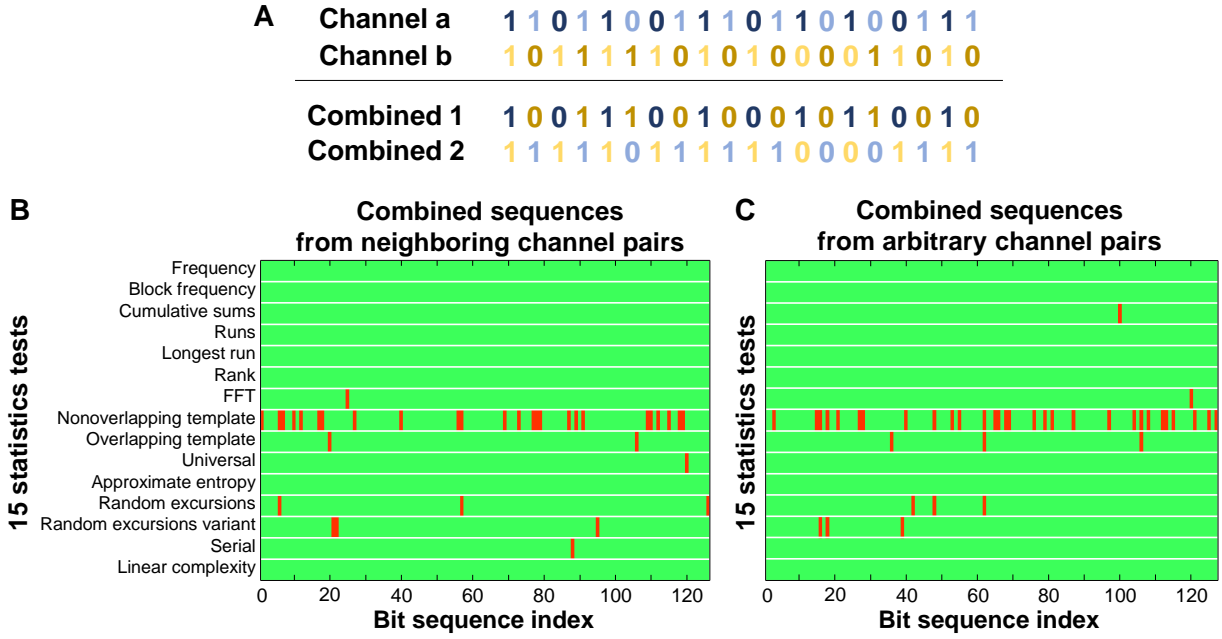 A
Channel a 1 1 0 1 1 0 0 1 1 1 0 1 1 0 1 0 0 1 1 1
Channel b 1 0 1 1 1 1 1 0 1 0 1 0 0 0 0 1 1 0 1 0
Combined 1 1 0 0 1 1 1 0 0 1 0 0 0 1 0 1 1 0 0 1 0
Combined 2 1 1 1 1 1 0 1 1 1 1 1 1 0 0 0 0 1 1 1 1
B
Combined sequences
from neighboring channel pairs
15 statistics tests
Frequency
Block frequency
Cumulative sums
Runs
Longest run
Rank
FFT
Nonoverlapping template
Overlapping template
Universal
Approximate entropy
Random excursions
Random excursions variant
Serial
Linear complexity
0 20 40 60 80 100 120
Bit sequence index
C
Combined sequences
from arbitrary channel pairs
15 statistics tests
0 20 40 60 80 100 120
Bit sequence index